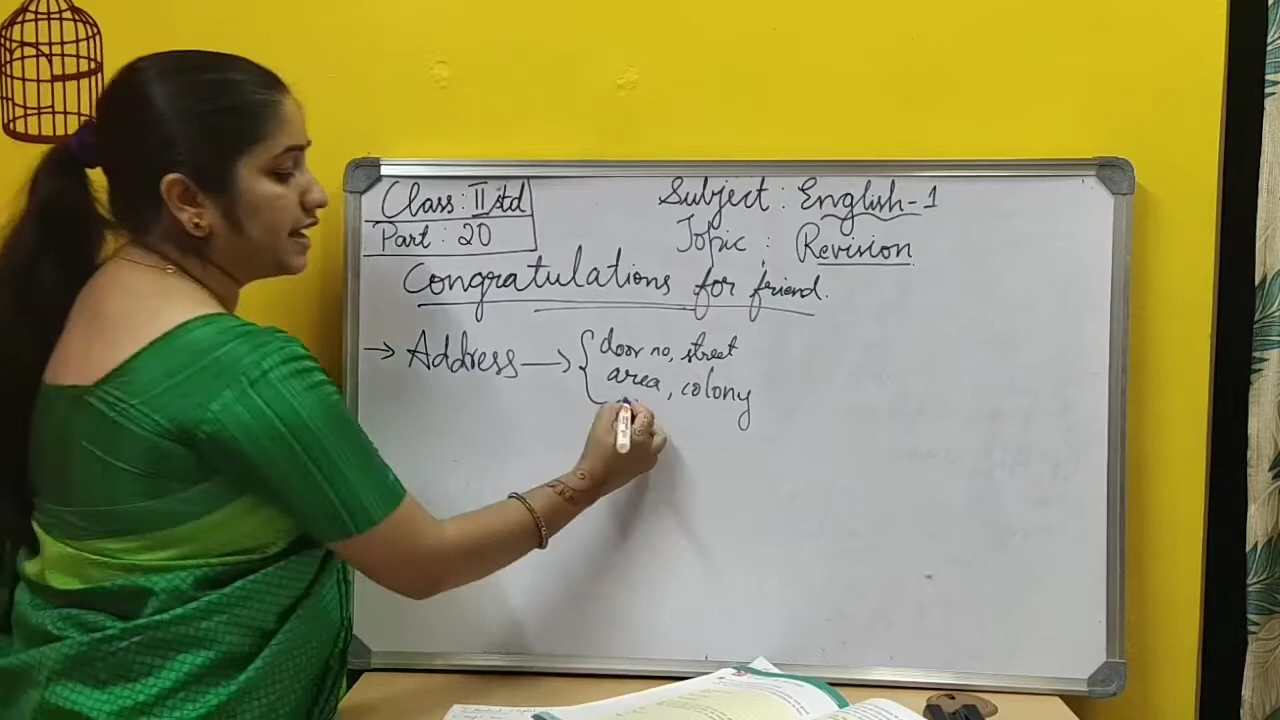 Class: II std
Part: 20
Subject: English-1
Topic: Revision
Congratulations for friend.
→ Address → { door no, street
area, colony